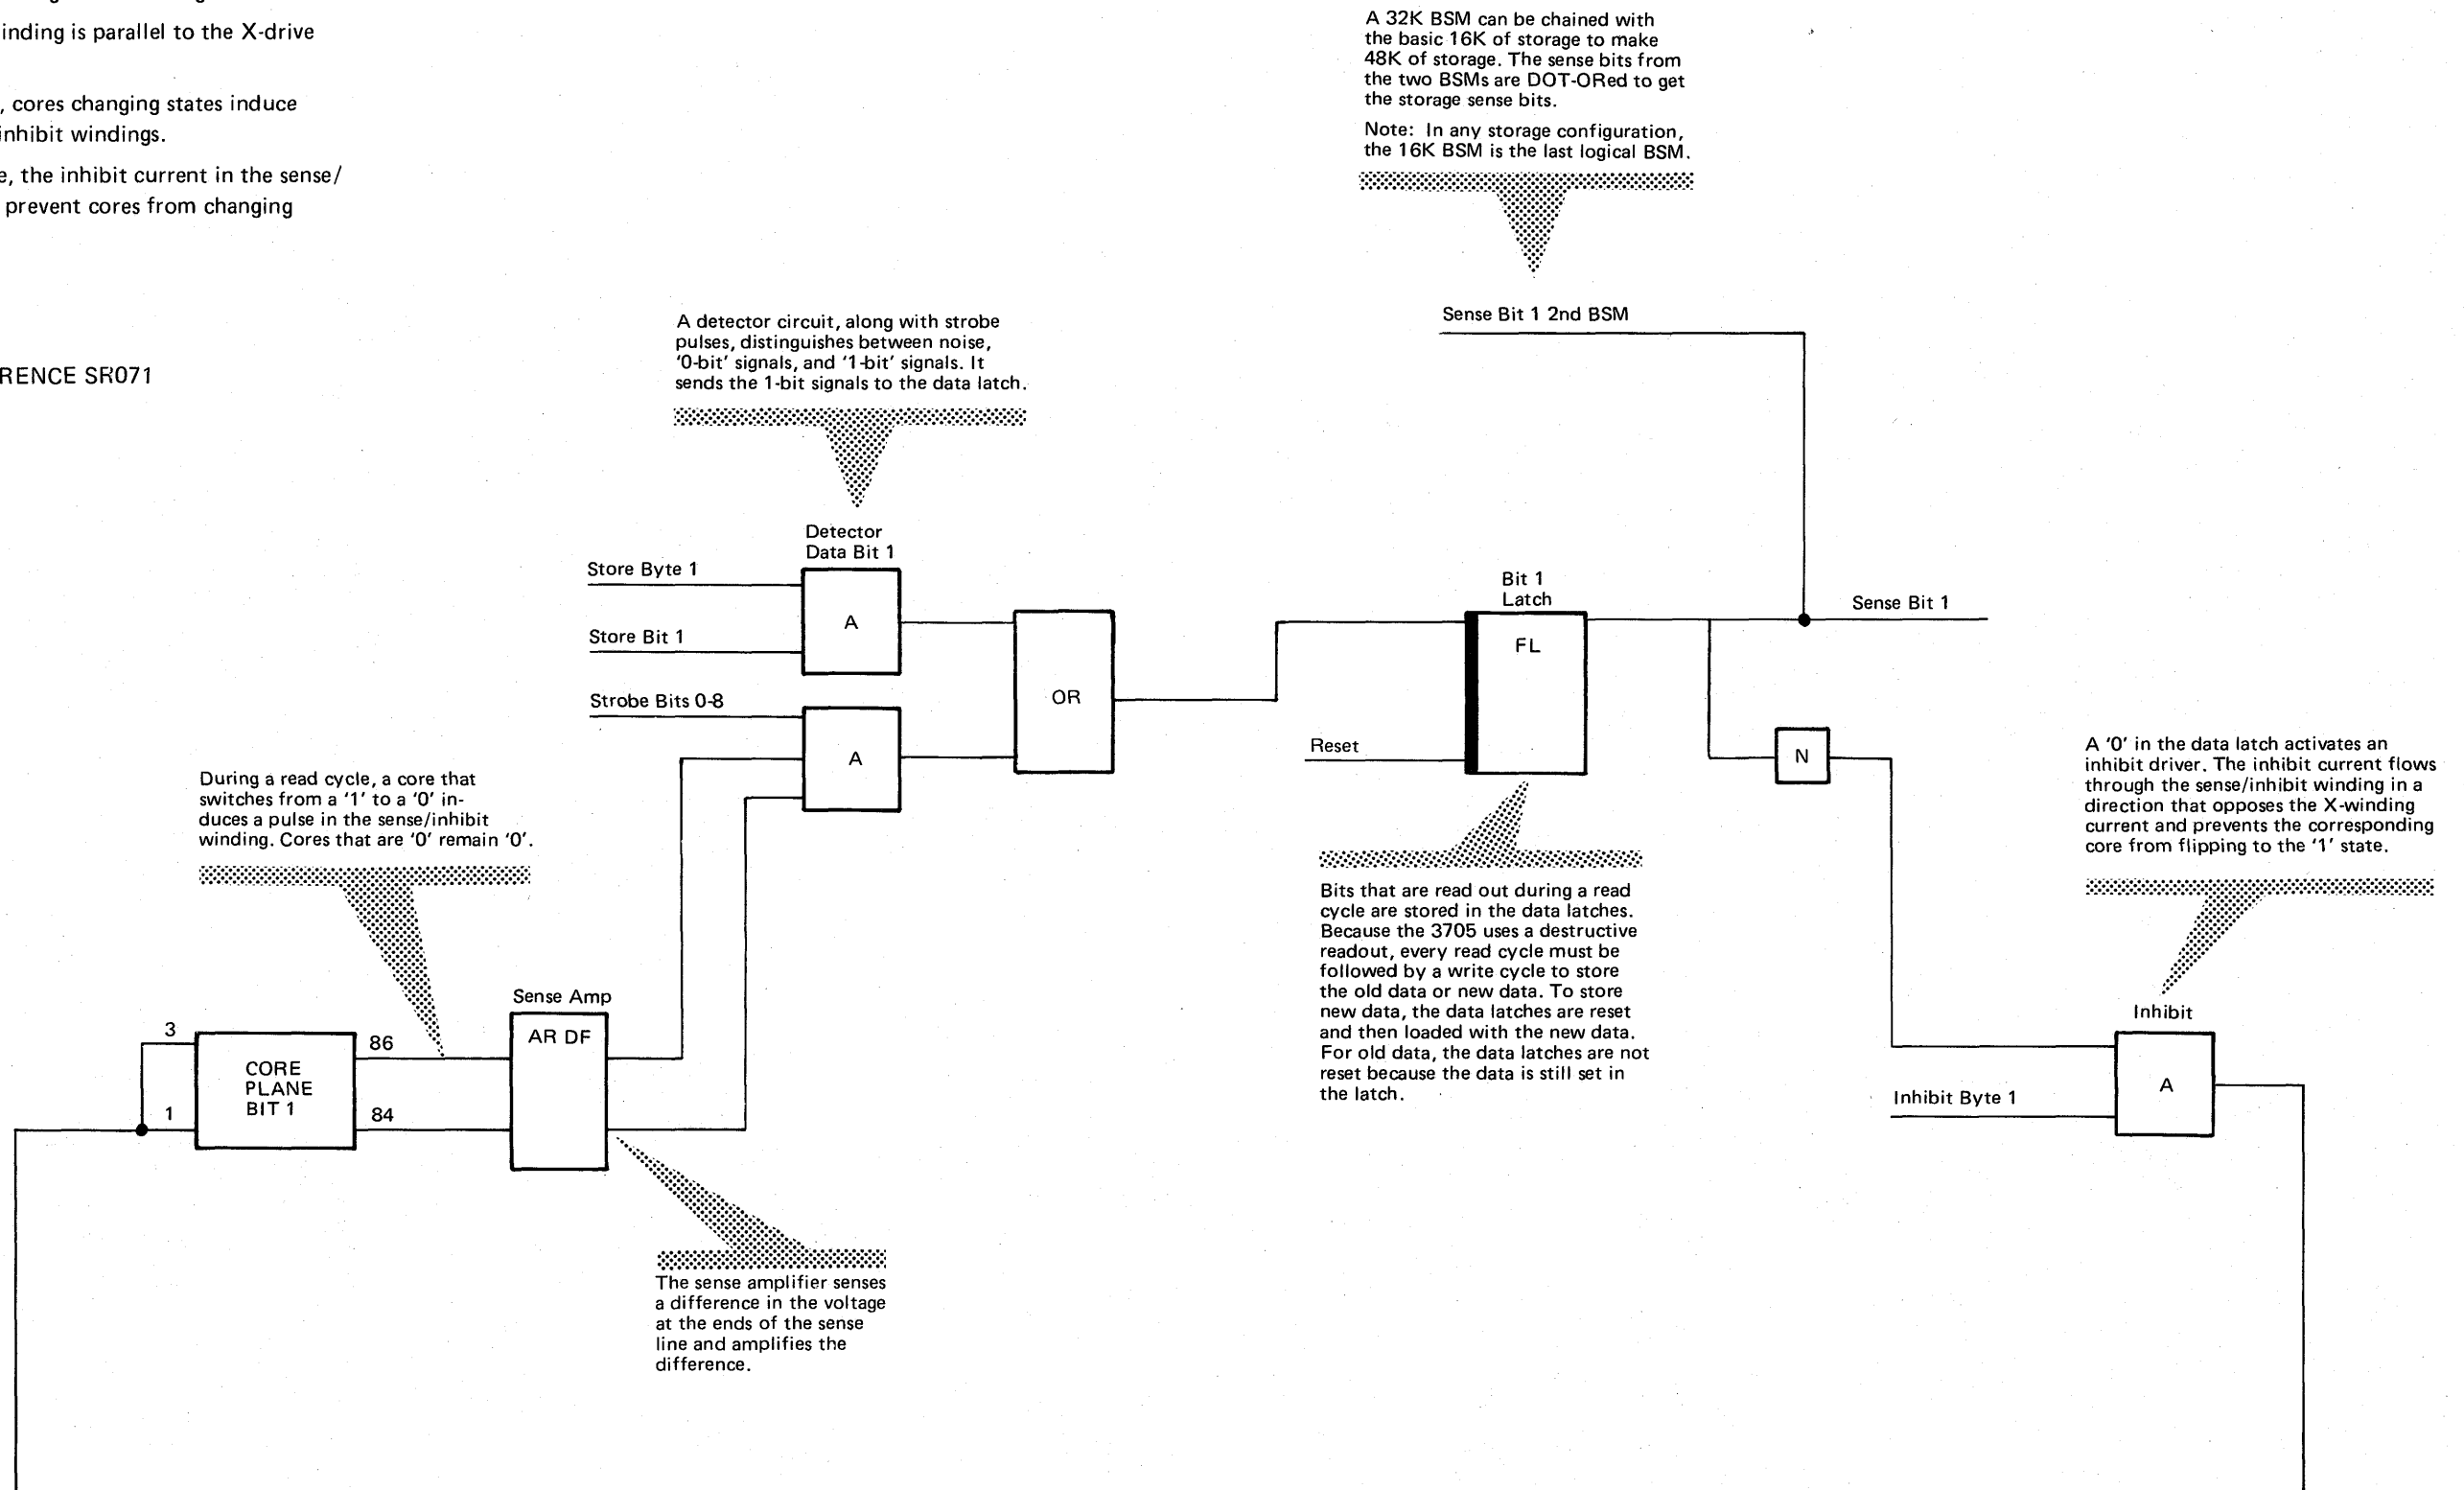 inding is parallel to the X-drive
, cores changing states induce
inhibit windings.
e, the inhibit current in the sense/
prevent cores from changing
RENCE SR071
A 32K BSM can be chained with
the basic 16K of storage to make
48K of storage. The sense bits from
the two BSMs are DOT-ORed to get
the storage sense bits.
Note: In any storage configuration,
the 16K BSM is the last logical BSM.
Sense Bit 1 2nd BSM
A detector circuit, along with strobe
pulses, distinguishes between noise,
‘0-bit’ signals, and ‘1-bit’ signals. It
sends the 1-bit signals to the data latch.
Detector
Data Bit 1
Store Byte 1
A
Store Bit 1
Strobe Bits 0-8
A
OR
Bit 1
Latch
FL
Reset
Sense Bit 1
N
A ‘0’ in the data latch activates an
inhibit driver. The inhibit current flows
through the sense/inhibit winding in a
direction that opposes the X-winding
current and prevents the corresponding
core from flipping to the ‘1’ state.
During a read cycle, a core that
switches from a ‘1’ to a ‘0’ in-
duces a pulse in the sense/inhibit
winding. Cores that are ‘0’ remain ‘0’.
Bits that are read out during a read
cycle are stored in the data latches.
Because the 3705 uses a destructive
readout, every read cycle must be
followed by a write cycle to store
the old data or new data. To store
new data, the data latches are reset
and then loaded with the new data.
For old data, the data latches are not
reset because the data is still set in
the latch.
Sense Amp
AR DF
3
86
CORE
PLANE
BIT 1
1
84
Inhibit
A
Inhibit Byte 1
The sense amplifier senses
a difference in the voltage
at the ends of the sense
line and amplifies the
difference.